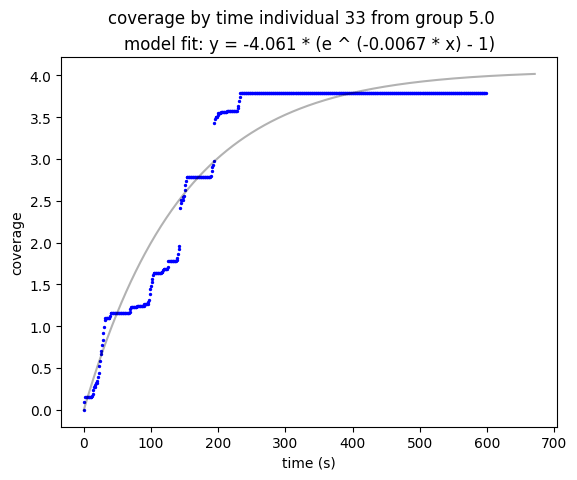 coverage by time individual 33 from group 5.0
model fit: y = -4.061 * (e ^ (-0.0067 * x) - 1)
4.0
3.5
3.0
2.5
2.0
1.5
1.0
0.5
0.0
coverage
0 100 200 300 400 500 600 700
time (s)